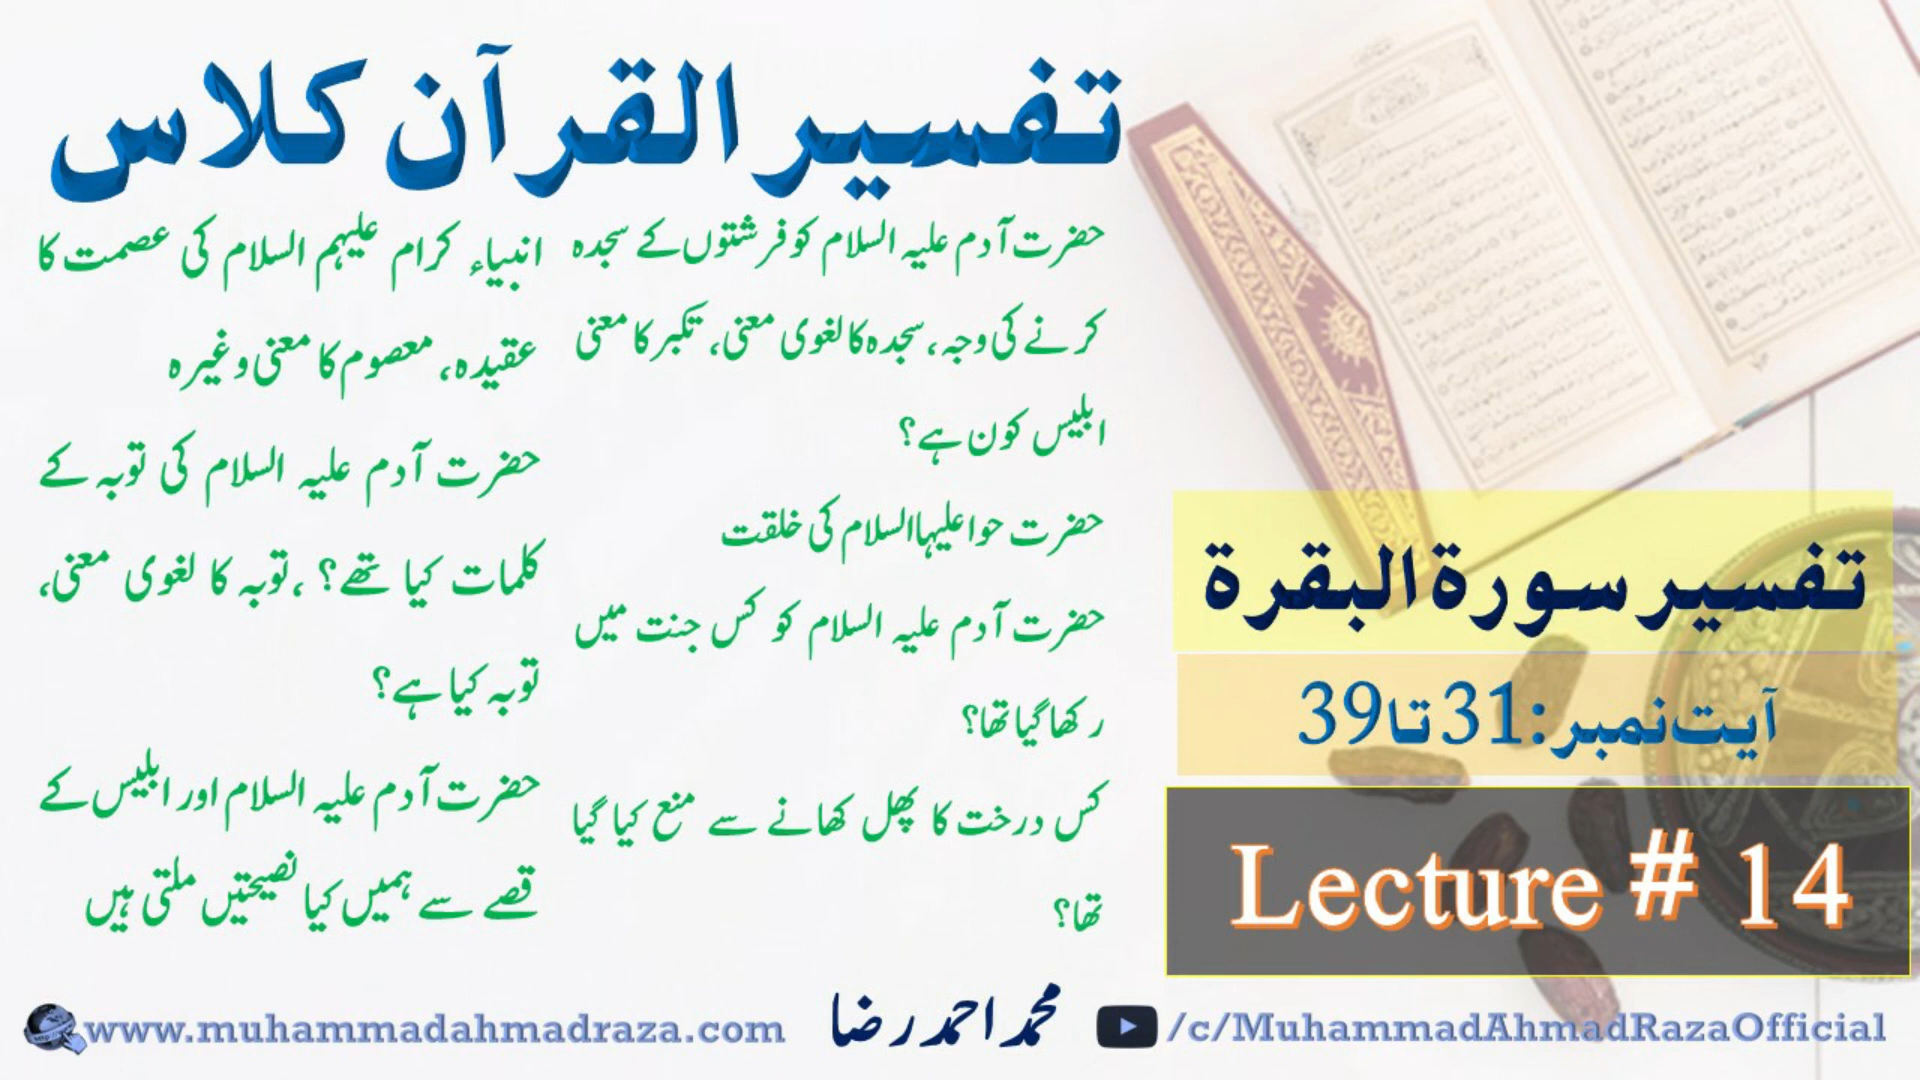 تفسیر القرآن کلاس
حضرت آدم علیہ السلام کو فرشتوں کے سجدہ
کرنے کی وجہ، سجدہ کا لغوی معنی، تکبر کا معنی
ابلیس کون ہے؟
حضرت حوا علیہا السلام کی خلقت
حضرت آدم علیہ السلام کو کس جنت میں
رکھا گیا تھا؟
کس درخت کا پھل کھانے سے منع کیا گیا
تھا؟
انبیاء کرام علیہم السلام کی عصمت کا
عقیدہ، معصوم کا معنی وغیرہ
حضرت آدم علیہ السلام کی توبہ کے
کلمات کیا تھے؟ ،توبہ کا لغوی معنی،
توبہ کیا ہے؟
حضرت آدم علیہ السلام اور ابلیس کے
قصے سے ہمیں کیا نصیحتیں ملتی ہیں
تفسیر سورۃ البقرۃ
آیت نمبر: 31 تا 39
Lecture # 14
www.muhammadahmadraza.com
محمد احمد رضا
/c/MuhammadAhmadRazaOfficial